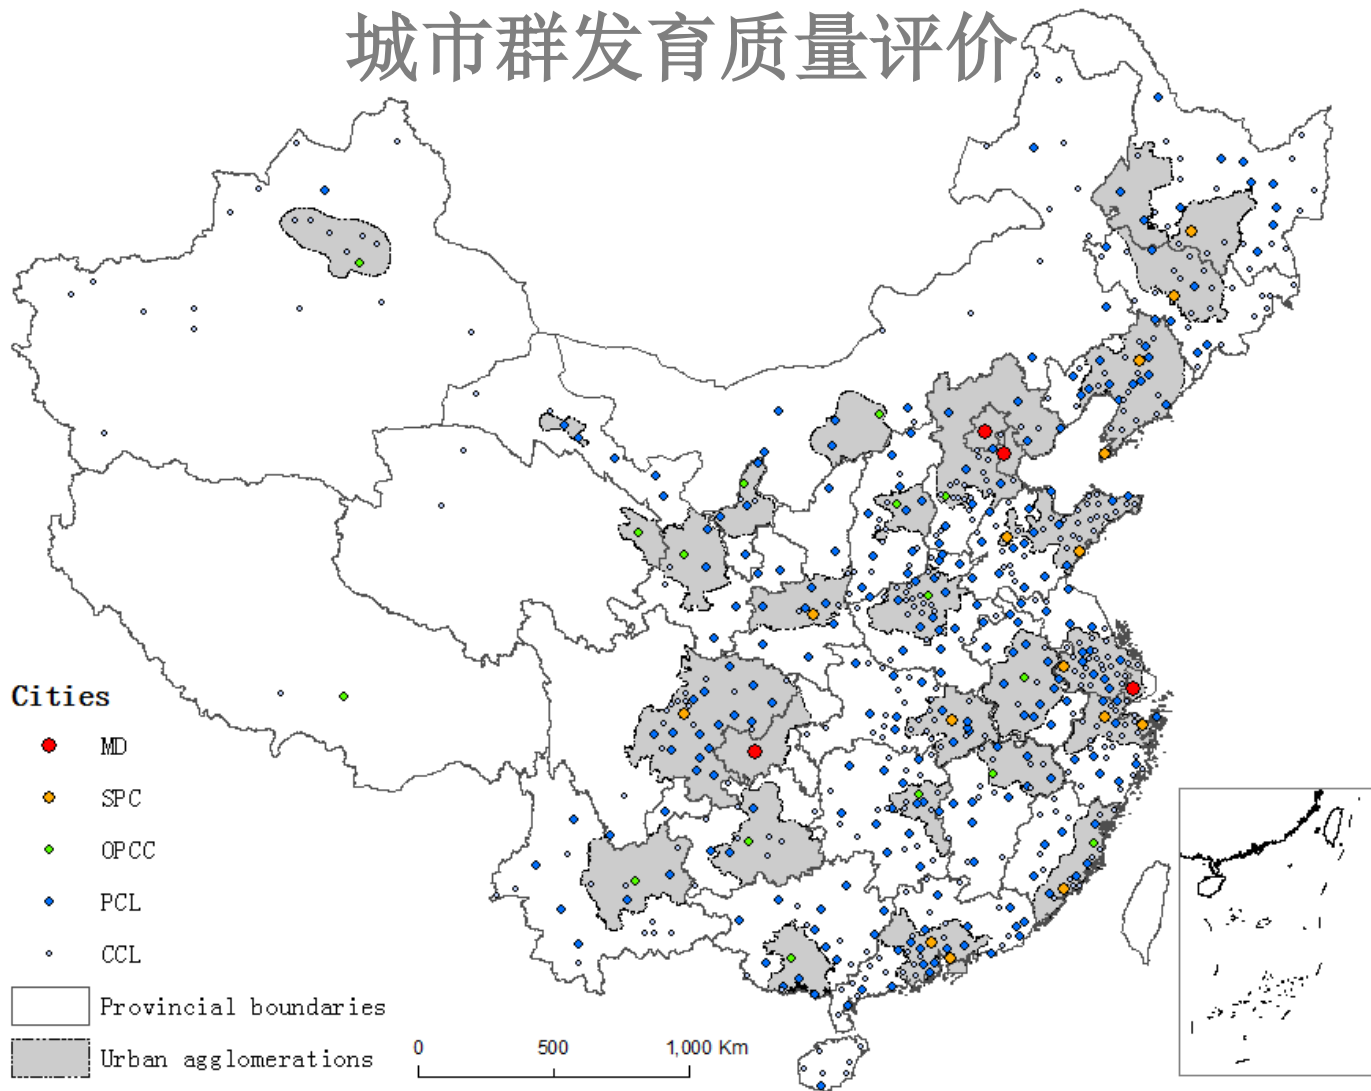 城市群发育质量评价
Cities
MD
SPC
OPCC
PCL
CCL
Provincial boundaries
Urban agglomerations
0 500 1,000 Km